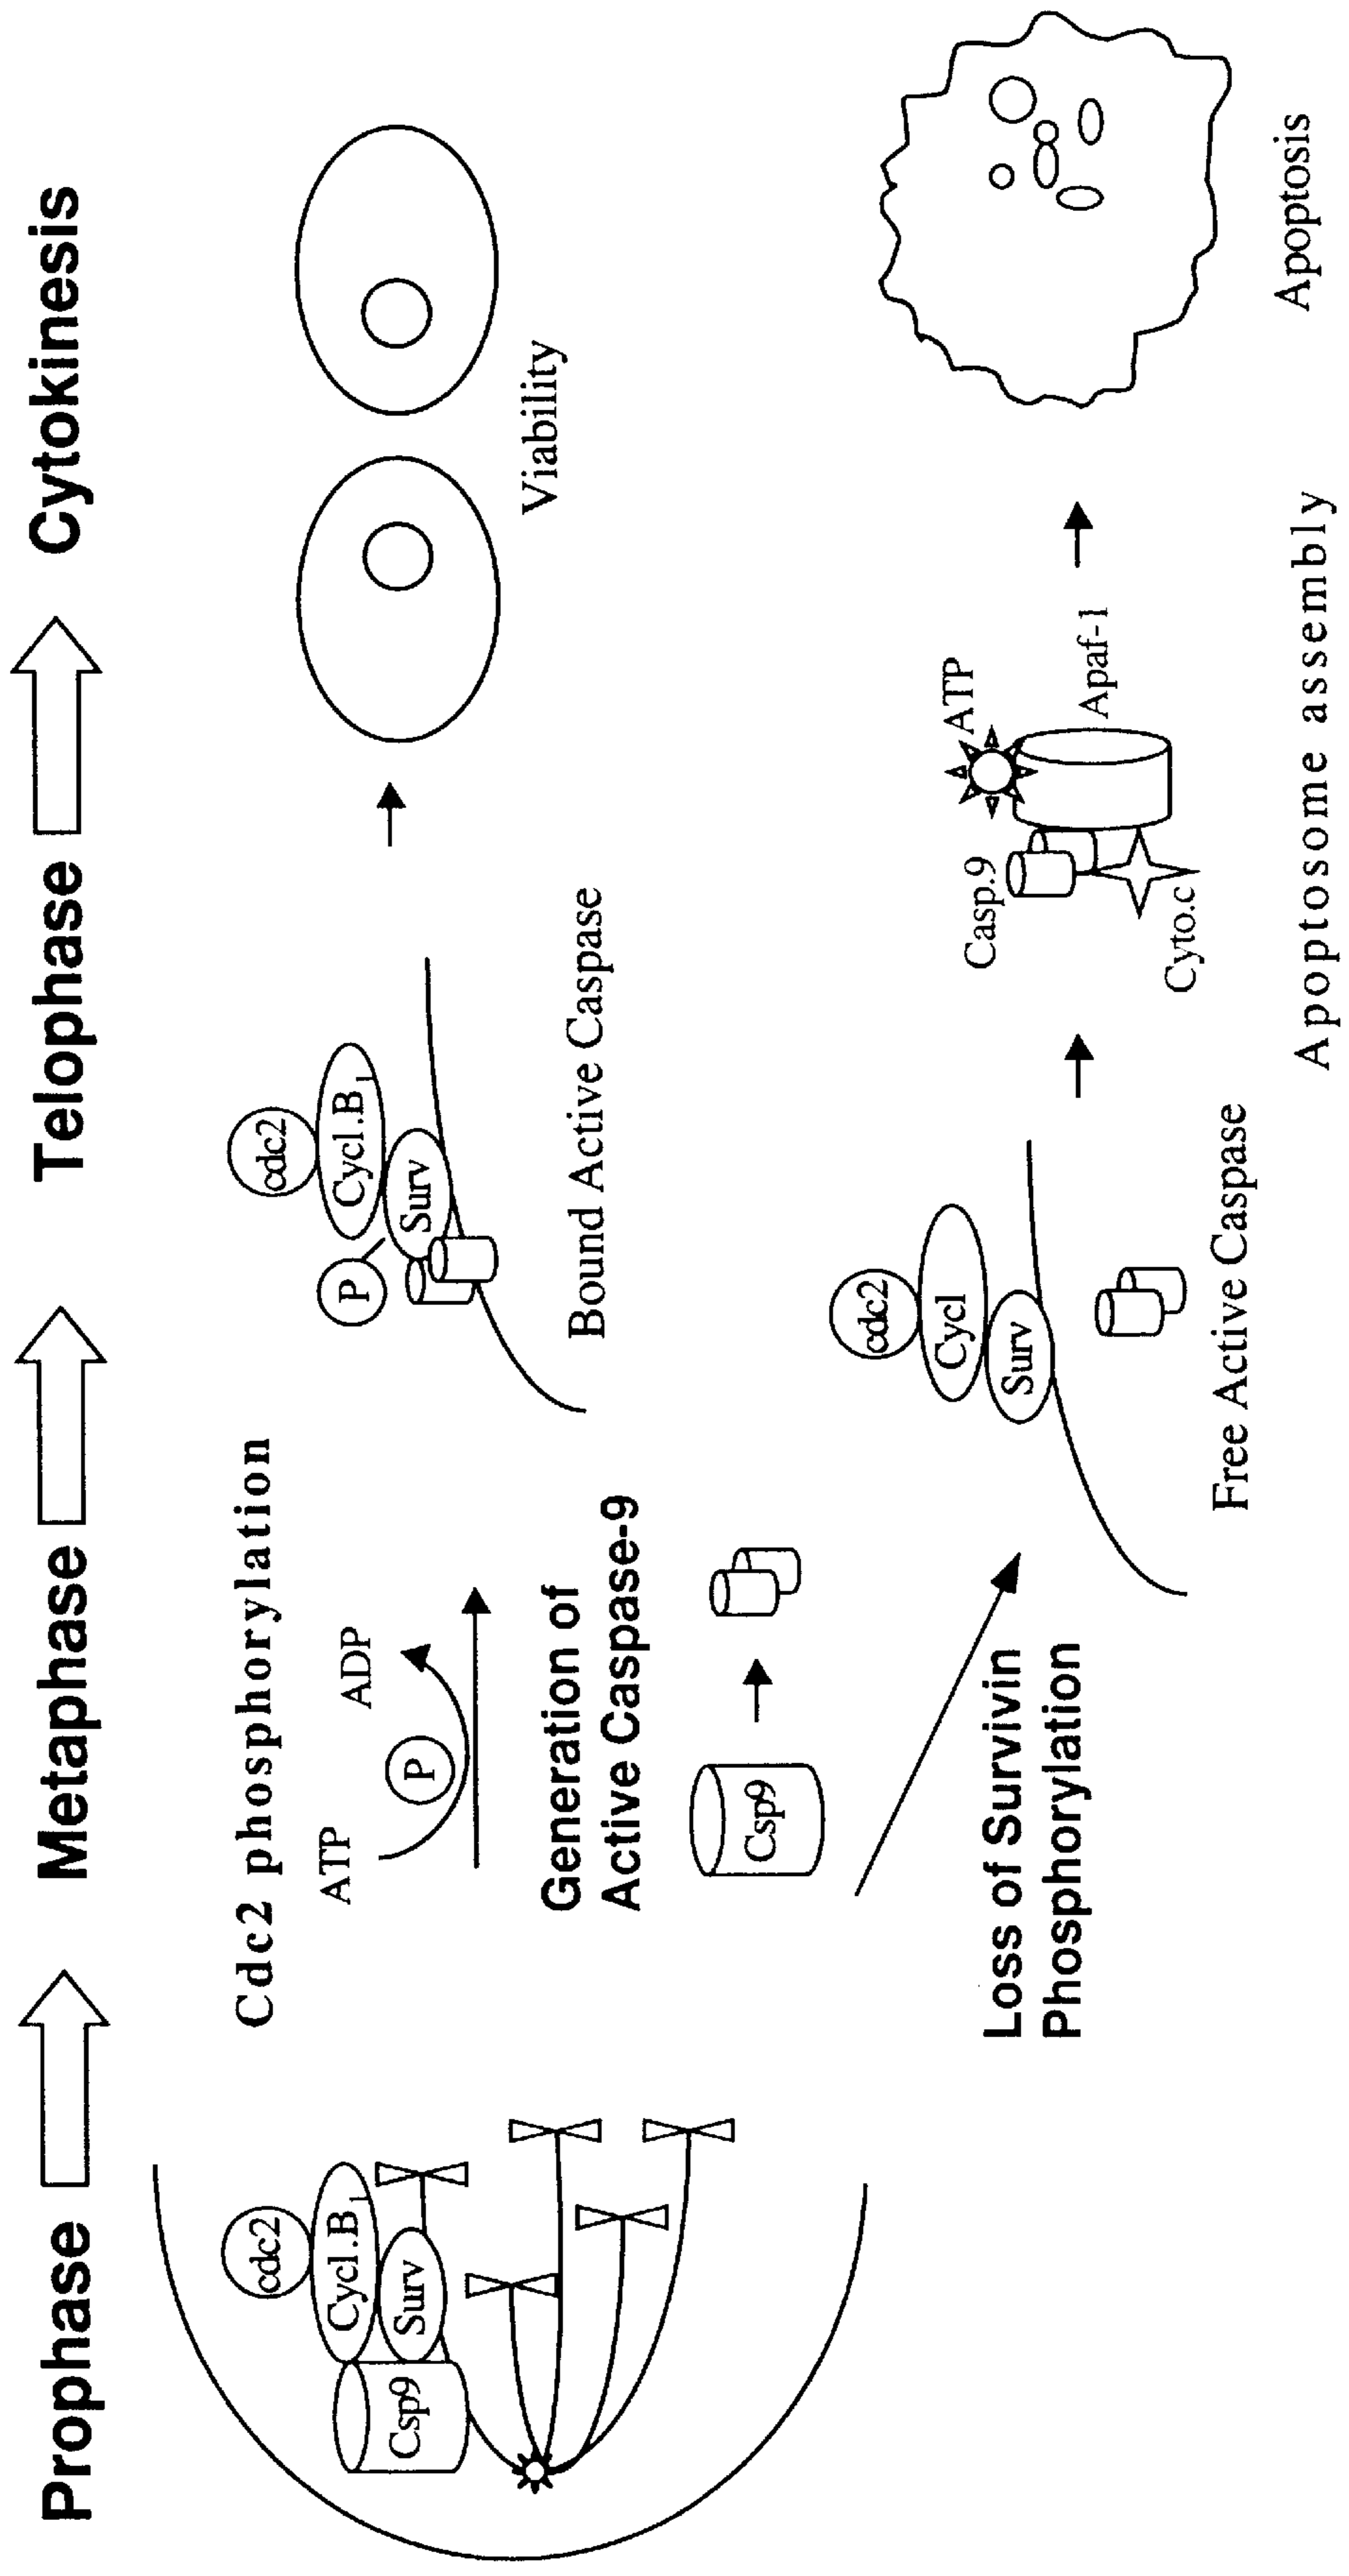 Prophase
Metaphase
Telophase
Cytokinesis
cdc2
Cycl.B1
Surv
Csp9
Cdc2 phosphorylation
ATP
P
ADP
Generation of
Active Caspase-9
Csp9
cdc2
Cycl.B1
P
Surv
Bound Active Caspase
Viability
Loss of Survivin
Phosphorylation
cdc2
Cycl
Surv
Free Active Caspase
Casp.9
ATP
Cyto.c
Apaf-1
Apoptosome assembly
Apoptosis